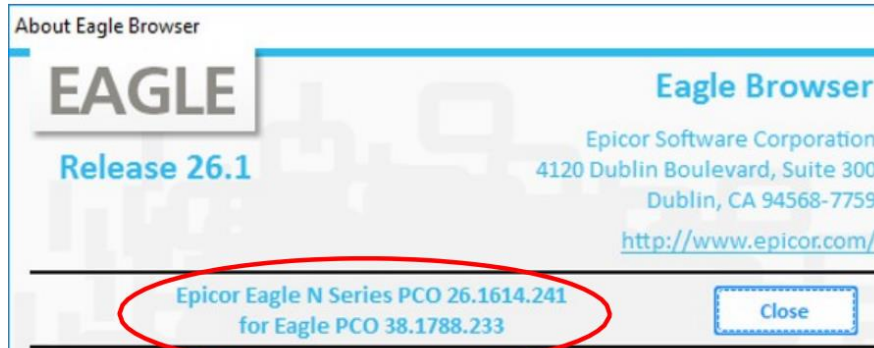 About Eagle Browser
EAGLE
Release 26.1
Eagle Browser
Epicor Software Corporation
4120 Dublin Boulevard, Suite 300
Dublin, CA 94568-7759
http://www.epicor.com/
Epicor Eagle N Series PCO 26.1614.241
for Eagle PCO 38.1788.233
Close